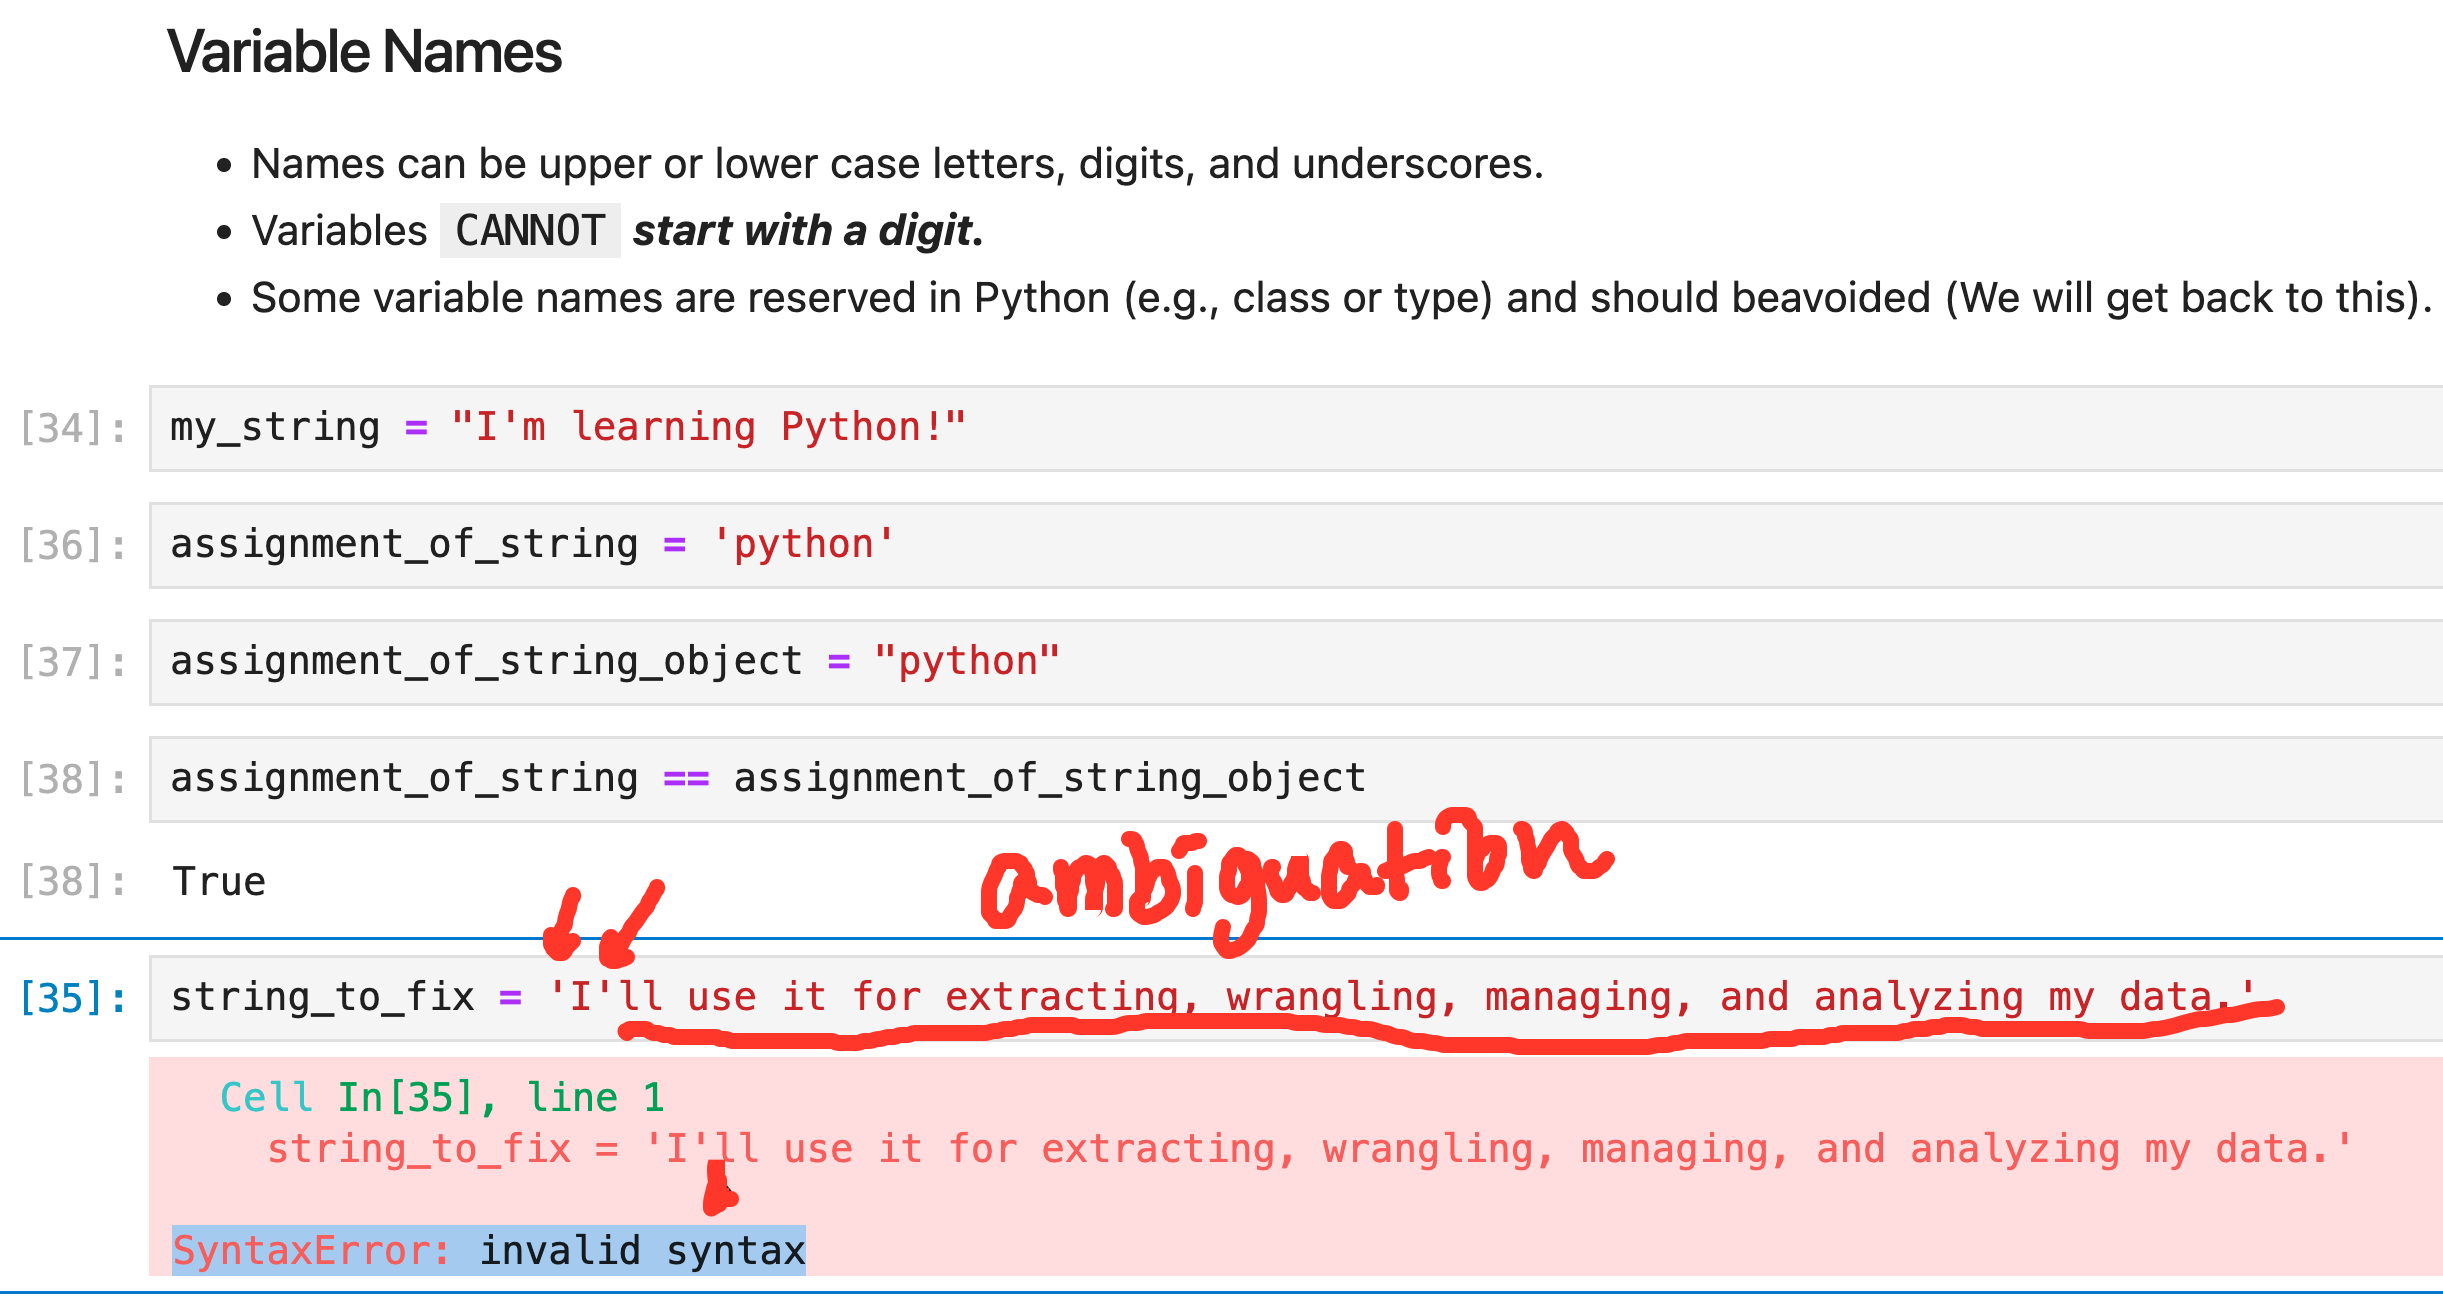 Variable Names
• Names can be upper or lower case letters, digits, and underscores.
• Variables CANNOT start with a digit.
• Some variable names are reserved in Python (e.g., class or type) and should beavoided (We will get back to this).
[34]: my_string = "I'm learning Python!"
[36]: assignment_of_string = 'python'
[37]: assignment_of_string_object = "python"
[38]: assignment_of_string == assignment_of_string_object
[38]: True
ambiguation
[35]: string_to_fix = 'I'll use it for extracting, wrangling, managing, and analyzing my data.'
Cell In[35], line 1
string_to_fix = 'I'll use it for extracting, wrangling, managing, and analyzing my data.'
SyntaxError: invalid syntax